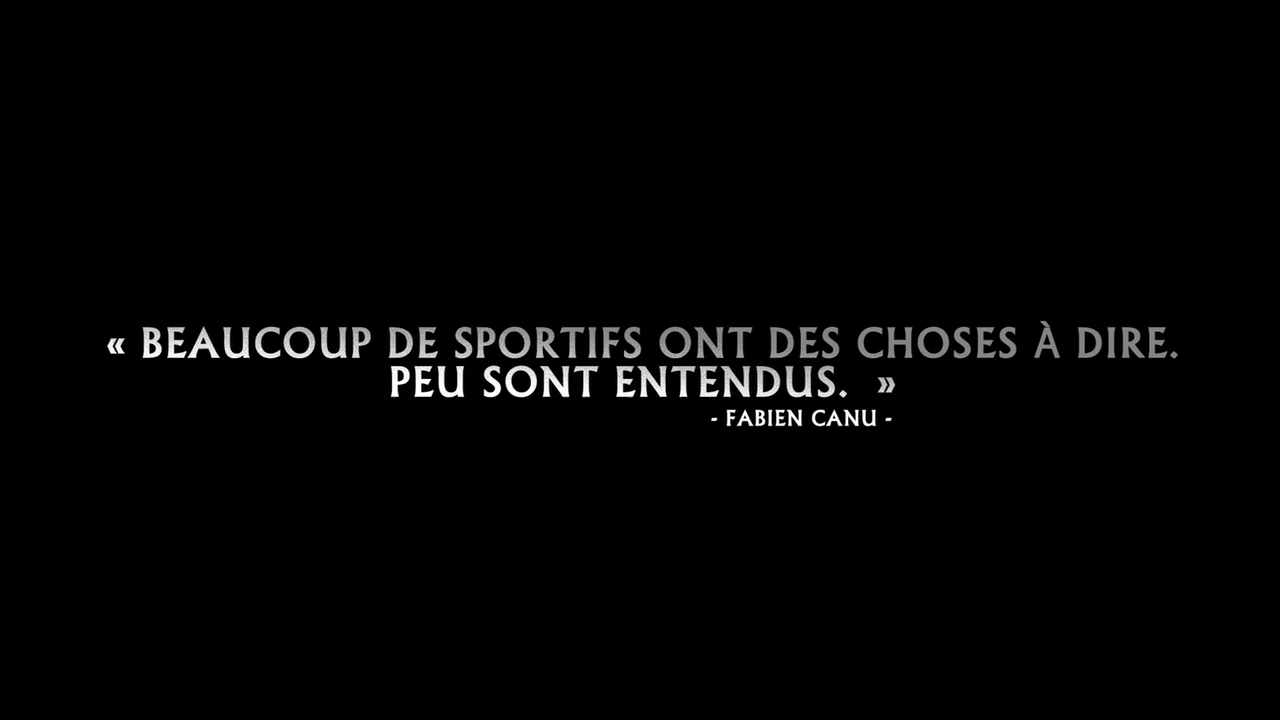 « BEAUCOUP DE SPORTIFS ONT DES CHOSES À DIRE.
PEU SONT ENTENDUS. »
- FABIEN CANU -